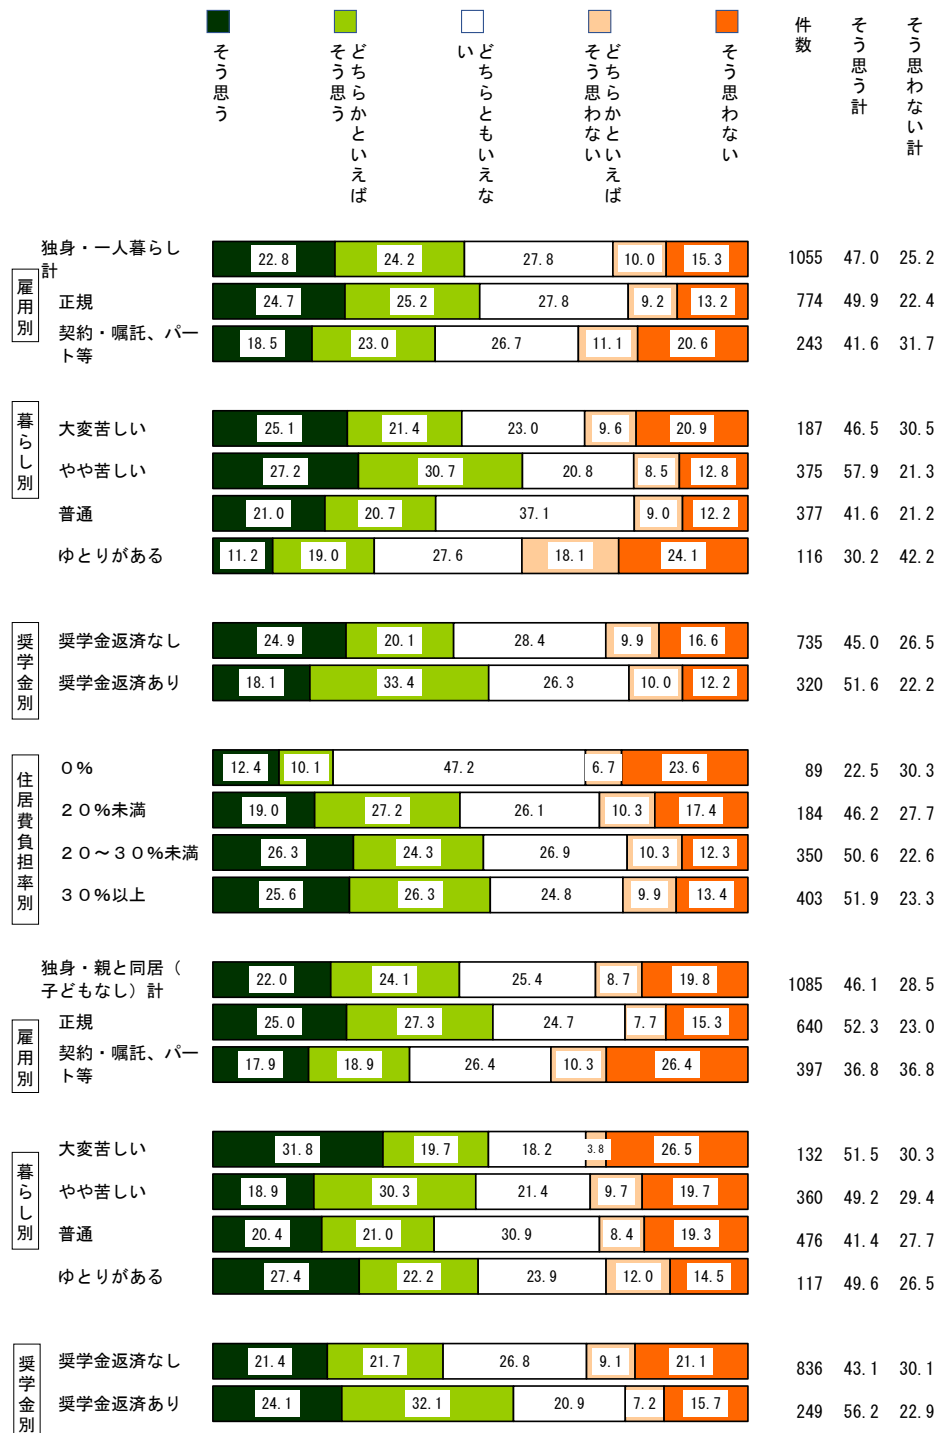 そう思う
どちらかといえば
そう思う
どちらともいえな
い
どちらかといえば
そう思わない
そう思わない
件数
そう思う計
そう思わない計
独身・一人暮らし
計
22.8 24.2 27.8 10.0 15.3 1055 47.0 25.2
雇用別
正規 24.7 25.2 27.8 9.2 13.2 774 49.9 22.4
契約・嘱託、パー
ト等
18.5 23.0 26.7 11.1 20.6 243 41.6 31.7
暮らし別
大変苦しい 25.1 21.4 23.0 9.6 20.9 187 46.5 30.5
やや苦しい 27.2 30.7 20.8 8.5 12.8 375 57.9 21.3
普通 21.0 20.7 37.1 9.0 12.2 377 41.6 21.2
ゆとりがある 11.2 19.0 27.6 18.1 24.1 116 30.2 42.2
奨学金別
奨学金返済なし 24.9 20.1 28.4 9.9 16.6 735 45.0 26.5
奨学金返済あり 18.1 33.4 26.3 10.0 12.2 320 51.6 22.2
住居費負担率別
0% 12.4 10.1 47.2 6.7 23.6 89 22.5 30.3
20%未満 19.0 27.2 26.1 10.3 17.4 184 46.2 27.7
20～30%未満 26.3 24.3 26.9 10.3 12.3 350 50.6 22.6
30%以上 25.6 26.3 24.8 9.9 13.4 403 51.9 23.3
独身・親と同居（
子どもなし）計
22.0 24.1 25.4 8.7 19.8 1085 46.1 28.5
雇用別
正規 25.0 27.3 24.7 7.7 15.3 640 52.3 23.0
契約・嘱託、パー
ト等
17.9 18.9 26.4 10.3 26.4 397 36.8 36.8
暮らし別
大変苦しい 31.8 19.7 18.2 3.8 26.5 132 51.5 30.3
やや苦しい 18.9 30.3 21.4 9.7 19.7 360 49.2 29.4
普通 20.4 21.0 30.9 8.4 19.3 476 41.4 27.7
ゆとりがある 27.4 22.2 23.9 12.0 14.5 117 49.6 26.5
奨学金別
奨学金返済なし 21.4 21.7 26.8 9.1 21.1 836 43.1 30.1
奨学金返済あり 24.1 32.1 20.9 7.2 15.7 249 56.2 22.9